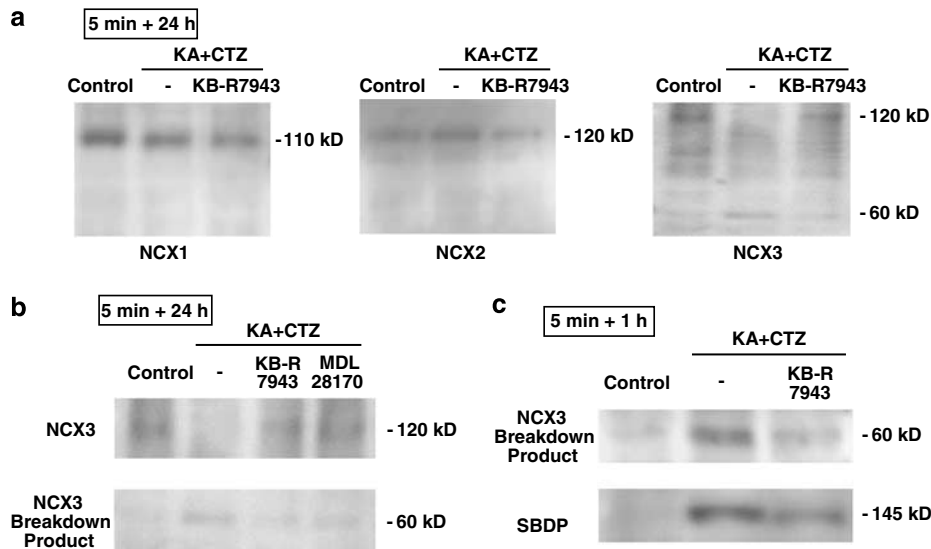 a
5 min + 24 h
KA+CTZ
Control - KB-R7943
-110 kD
NCX1
KA+CTZ
Control - KB-R7943
-120 kD
NCX2
KA+CTZ
Control - KB-R7943
-120 kD
-60 kD
NCX3
b
5 min + 24 h
KA+CTZ
Control - KB-R 7943 MDL 28170
NCX3
-120 kD
NCX3
Breakdown
Product
-60 kD
c
5 min + 1 h
KA+CTZ
Control - KB-R 7943
NCX3
Breakdown
Product
-60 kD
SBDP
-145 kD